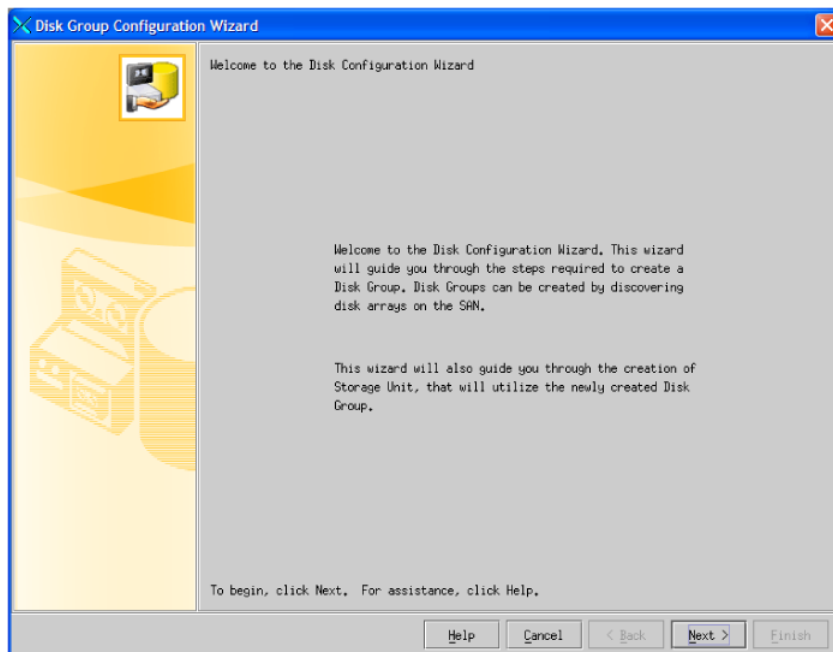 Disk Group Configuration Wizard
Welcome to the Disk Configuration Wizard
Welcome to the Disk Configuration Wizard. This wizard
will guide you through the steps required to create a
Disk Group. Disk Groups can be created by discovering
disk arrays on the SAN.
This wizard will also guide you through the creation of
Storage Unit, that will utilize the newly created Disk
Group.
To begin, click Next. For assistance, click Help.
Help Cancel < Back Next > Finish